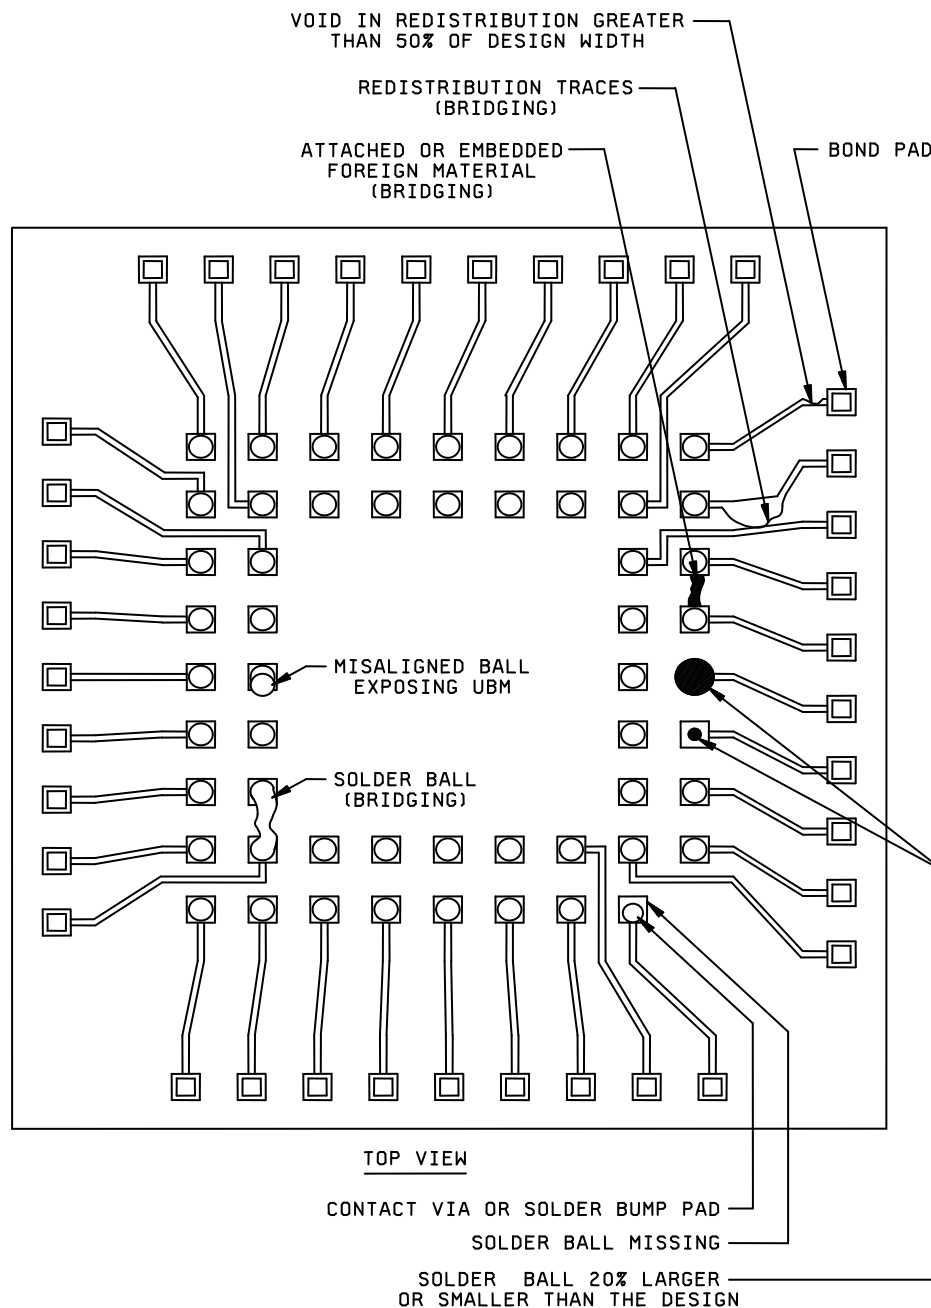 VOID IN REDISTRIBUTION GREATER
THAN 50% OF DESIGN WIDTH
REDISTRIBUTION TRACES
(BRIDGING)
ATTACHED OR EMBEDDED
FOREIGN MATERIAL
(BRIDGING)
BOND PAD
MISALIGNED BALL
EXPOSING UBM
SOLDER BALL
(BRIDGING)
TOP VIEW
CONTACT VIA OR SOLDER BUMP PAD
SOLDER BALL MISSING
SOLDER BALL 20% LARGER
OR SMALLER THAN THE DESIGN